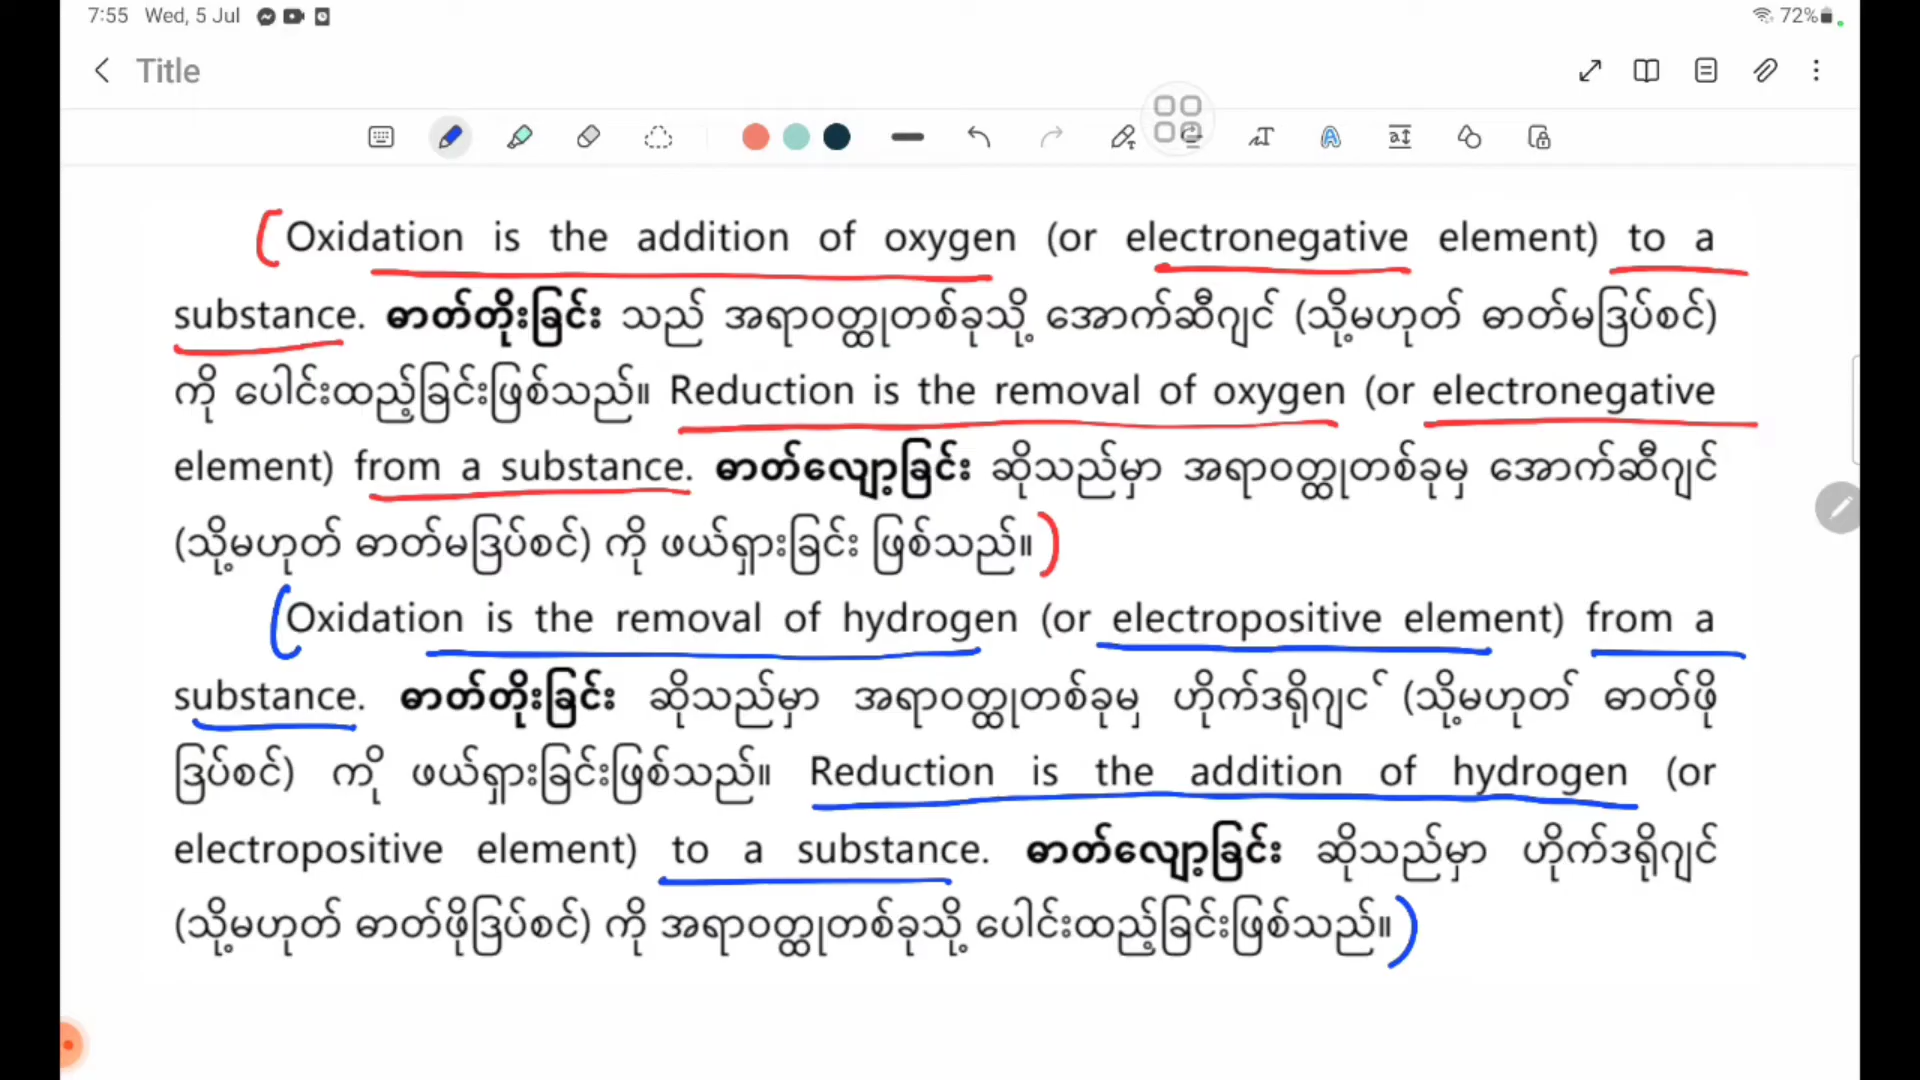 7:55 Wed, 5 Jul
72%
Title
Oxidation is the addition of oxygen (or electronegative element) to a
substance. ဓာတ်တိုးခြင်း သည် အရာဝတ္ထုတစ်ခုသို့ အောက်ဆီဂျင် (သို့မဟုတ် ဓာတ်မဒြပ်စင်)
ကို ပေါင်းထည့်ခြင်းဖြစ်သည်။ Reduction is the removal of oxygen (or electronegative
element) from a substance. ဓာတ်လျော့ခြင်း ဆိုသည်မှာ အရာဝတ္ထုတစ်ခုမှ အောက်ဆီဂျင်
(သို့မဟုတ် ဓာတ်မဒြပ်စင်) ကို ဖယ်ရှားခြင်း ဖြစ်သည်။)
(Oxidation is the removal of hydrogen (or electropositive element) from a
substance. ဓာတ်တိုးခြင်း ဆိုသည်မှာ အရာဝတ္ထုတစ်ခုမှ ဟိုက်ဒရိုဂျင် (သို့မဟုတ် ဓာတ်ဖို
ဒြပ်စင်) ကို ဖယ်ရှားခြင်းဖြစ်သည်။ Reduction is the addition of hydrogen (or
electropositive element) to a substance. ဓာတ်လျော့ခြင်း ဆိုသည်မှာ ဟိုက်ဒရိုဂျင်
(သို့မဟုတ် ဓာတ်ဖိုဒြပ်စင်) ကို အရာဝတ္ထုတစ်ခုသို့ ပေါင်းထည့်ခြင်းဖြစ်သည်။)